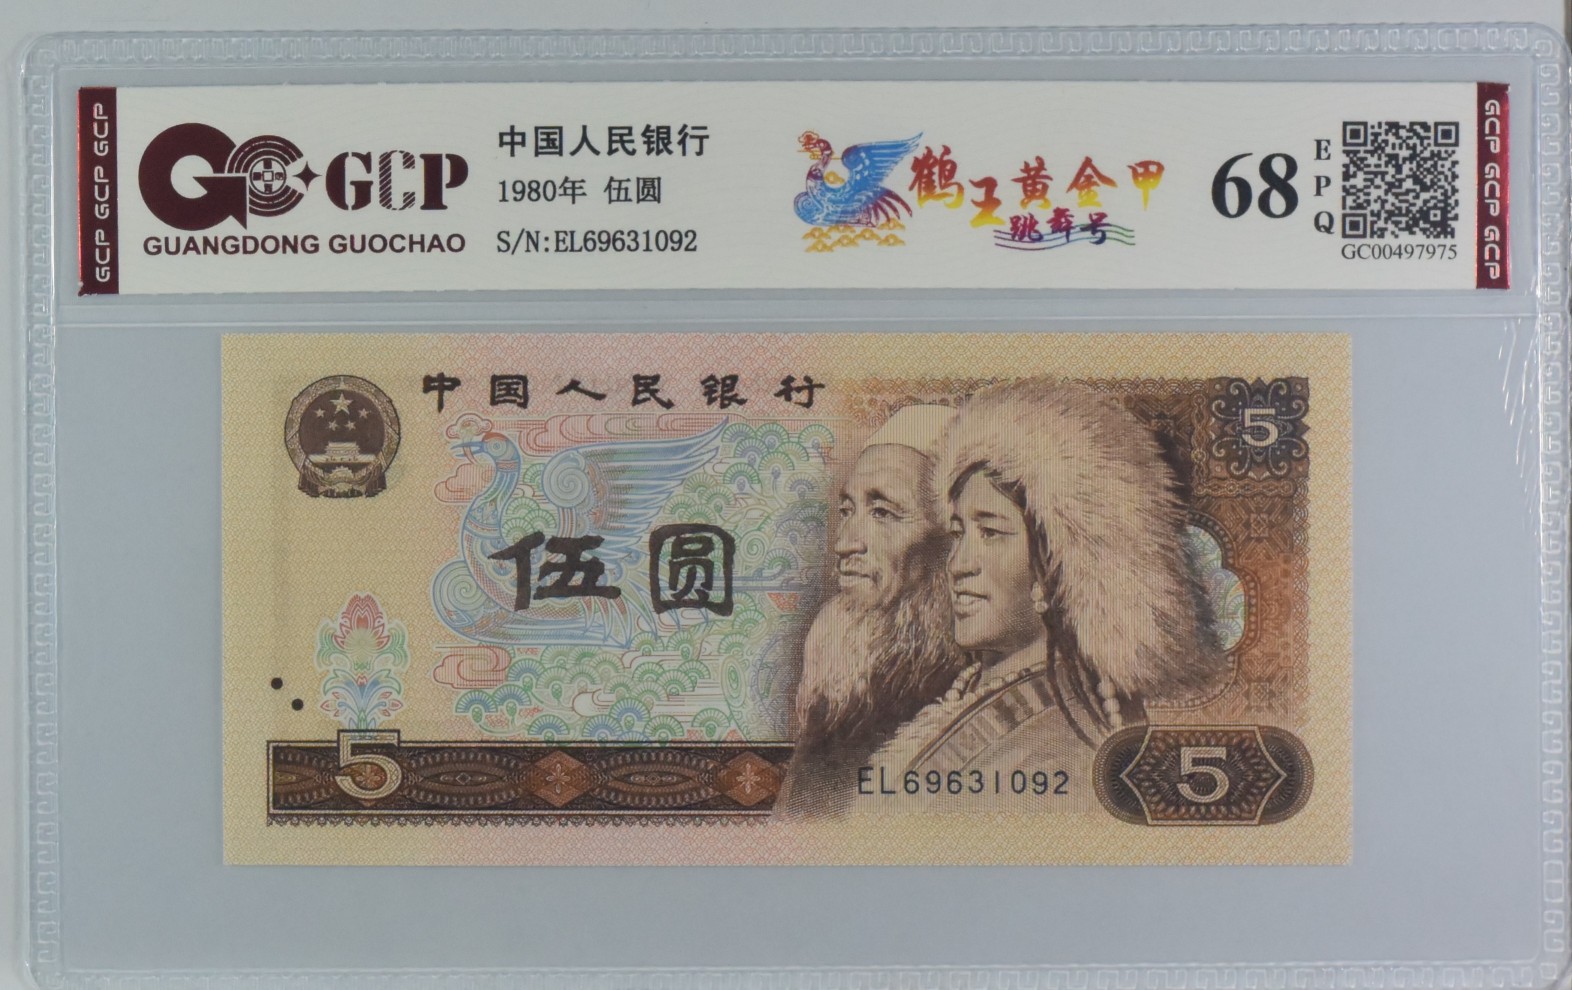 GCP GCP GCP
GCP
GUANGDONG GUOCHAO
中国人民银行
1980年 伍圆
S/N:EL69631092
鹤王黄金甲
跳舞号
68
EPQ
GC00497975
GCP GCP GCP
中国人民银行
5
伍圆
5
EL69631092
5